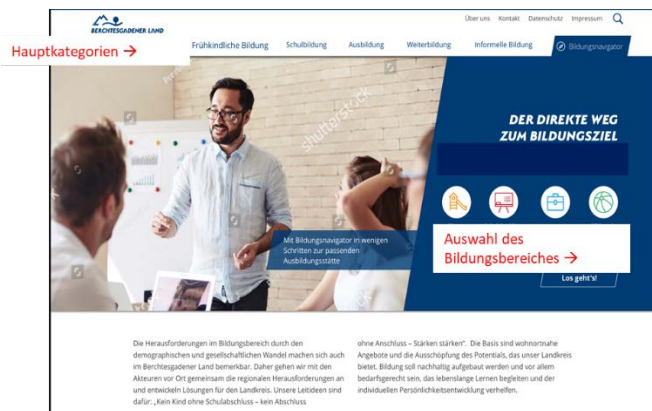 BERCHTESGADENER LAND
Über uns Kontakt Datenschutz Impressum
Hauptkategorien →
Frühkindliche Bildung Schulbildung Ausbildung Weiterbildung Informelle Bildung Bildungsnavigator
shutterstock
DER DIREKTE WEG
ZUM BILDUNGSZIEL
Mit Bildungsnavigator in wenigen
Schritten zur passenden
Ausbildungsstätte
Auswahl des
Bildungsbereiches →
Los geht's!
Die Herausforderungen im Bildungsbereich durch den
demographischen und gesellschaftlichen Wandel machen sich auch
im Berchtesgadener Land bemerkbar. Daher gehen wir mit den
Akteuren vor Ort gemeinsam die regionalen Herausforderungen an
und entwickeln Lösungen für den Landkreis. Unsere Leitideen sind
dafür: „Kein Kind ohne Schulabschluss – kein Abschluss
ohne Anschluss – Stärken stärken“. Die Basis sind wohnortnahe
Angebote und die Ausschöpfung des Potentials, das unser Landkreis
bietet. Bildung soll nachhaltig aufgebaut werden und vor allem
bedarfsgerecht sein, das lebenslange Lernen begleiten und der
individuellen Persönlichkeitsentwicklung verhelfen.